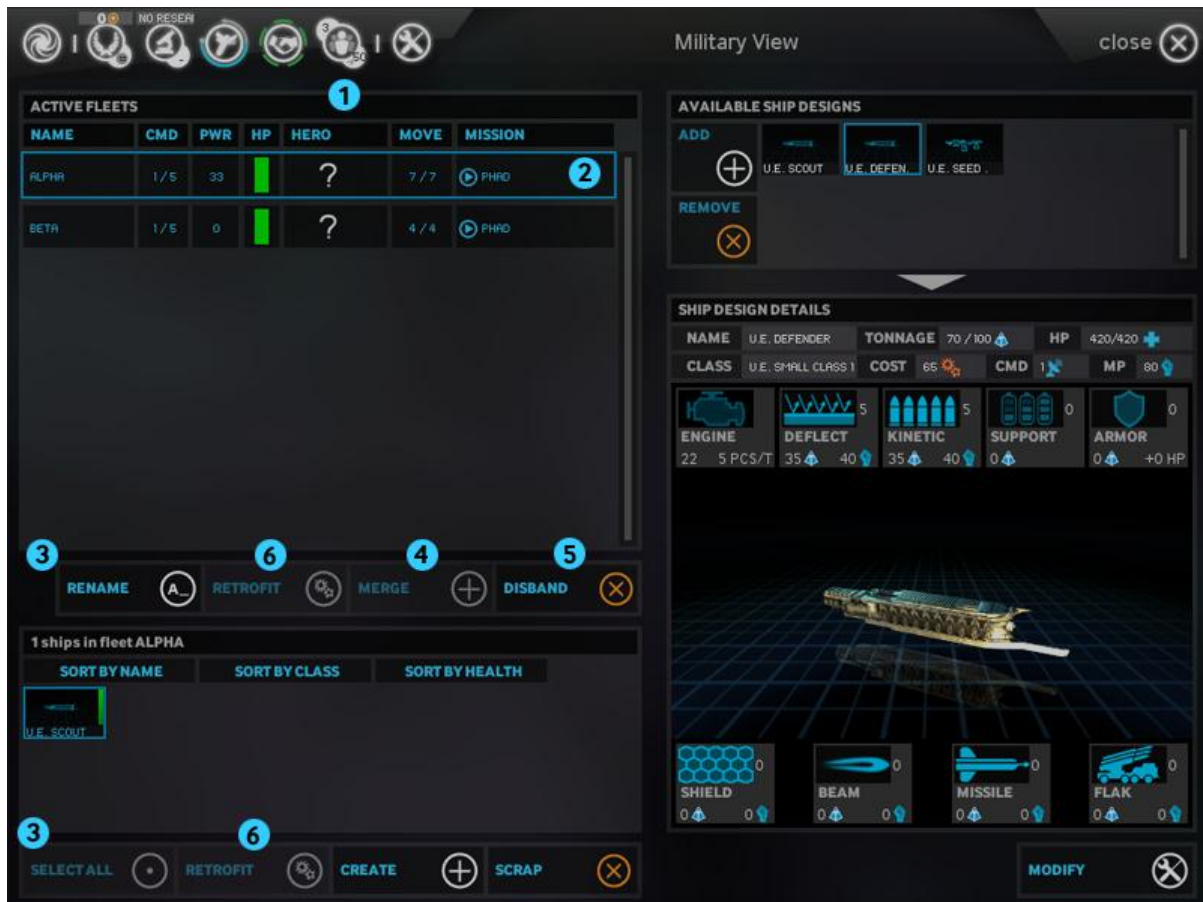 0
NO RESEAR
3
50
Military View
close
1
ACTIVE FLEETS
NAME CMD PWR HP HERO MOVE MISSION
ALPHA 1/5 33 ? 7/7 PHAD
2
BETA 1/5 0 ? 4/4 PHAD
3
6
4
5
RENAME A_ RETROFIT MERGE DISBAND
1 ships in fleet ALPHA
SORT BY NAME SORT BY CLASS SORT BY HEALTH
U.E. SCOUT
3
6
SELECT ALL RETROFIT CREATE SCRAP
AVAILABLE SHIP DESIGNS
ADD
U.E. SCOUT U.E. DEFEN. U.E. SEED .
REMOVE
SHIP DESIGN DETAILS
NAME U.E. DEFENDER TONNAGE 70 / 100 HP 420/420
CLASS U.E. SMALL CLASS 1 COST 65 CMD 1 MP 80
5 5 0 0
ENGINE DEFLECT KINETIC SUPPORT ARMOR
22 5 PCS/T 35 40 35 40 0 0 +0 HP
0 0 0 0
SHIELD BEAM MISSILE FLAK
0 0 0 0 0 0 0 0
MODIFY